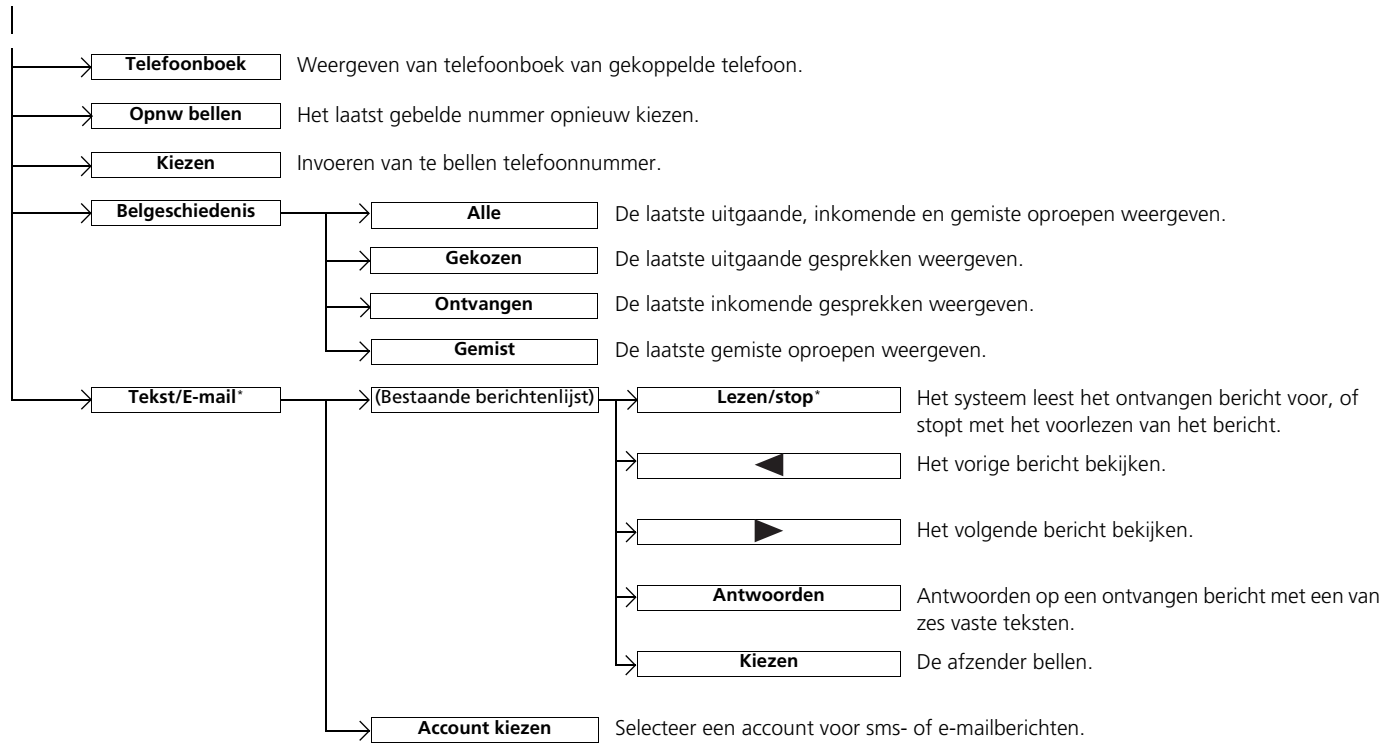 Telefoonboek Weergeven van telefoonboek van gekoppelde telefoon.
Opnw bellen Het laatst gebelde nummer opnieuw kiezen.
Kiezen Invoeren van te bellen telefoonnummer.
Belgeschiedenis Alle De laatste uitgaande, inkomende en gemiste oproepen weergeven.
Gekozen De laatste uitgaande gesprekken weergeven.
Ontvangen De laatste inkomende gesprekken weergeven.
Gemist De laatste gemiste oproepen weergeven.
Tekst/E-mail* (Bestaande berichtenlijst) Lezen/stop* Het systeem leest het ontvangen bericht voor, of
stopt met het voorlezen van het bericht.
Het vorige bericht bekijken.
Het volgende bericht bekijken.
Antwoorden Antwoorden op een ontvangen bericht met een van
zes vaste teksten.
Kiezen De afzender bellen.
Account kiezen Selecteer een account voor sms- of e-mailberichten.